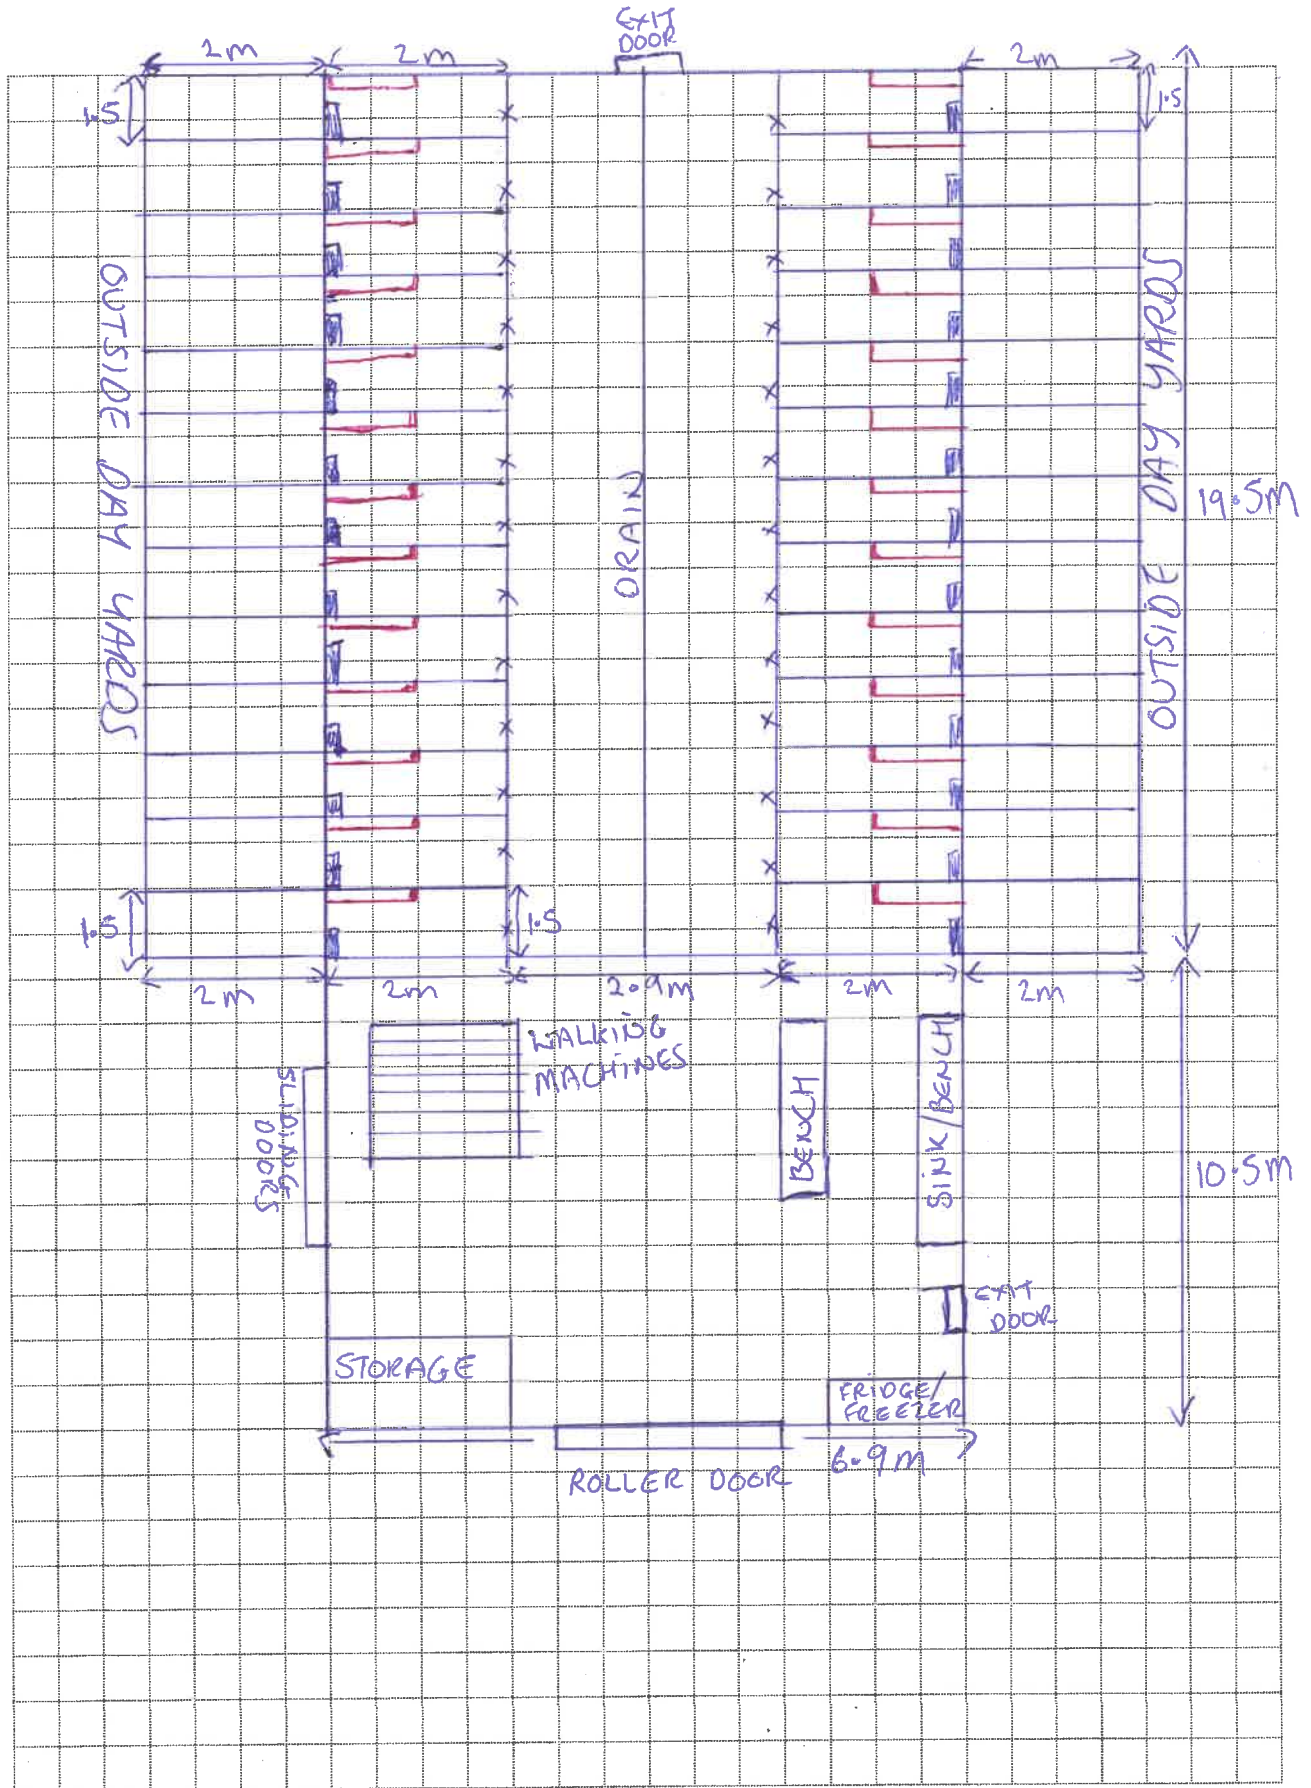 EXIT
DOOR
2m
2m
2m
1.5
1.5
OUTSIDE DAY YARDS
DRAIN
OUTSIDE DAY YARDS
19.5m
1.5
1.5
2m
2m
2.9m
2m
2m
WALKING
MACHINES
SLIDING
DOORS
BENCH
SINK/BENCH
10.5m
EXIT
DOOR
STORAGE
FRIDGE/
FREEZER
6.9m
ROLLER DOOR